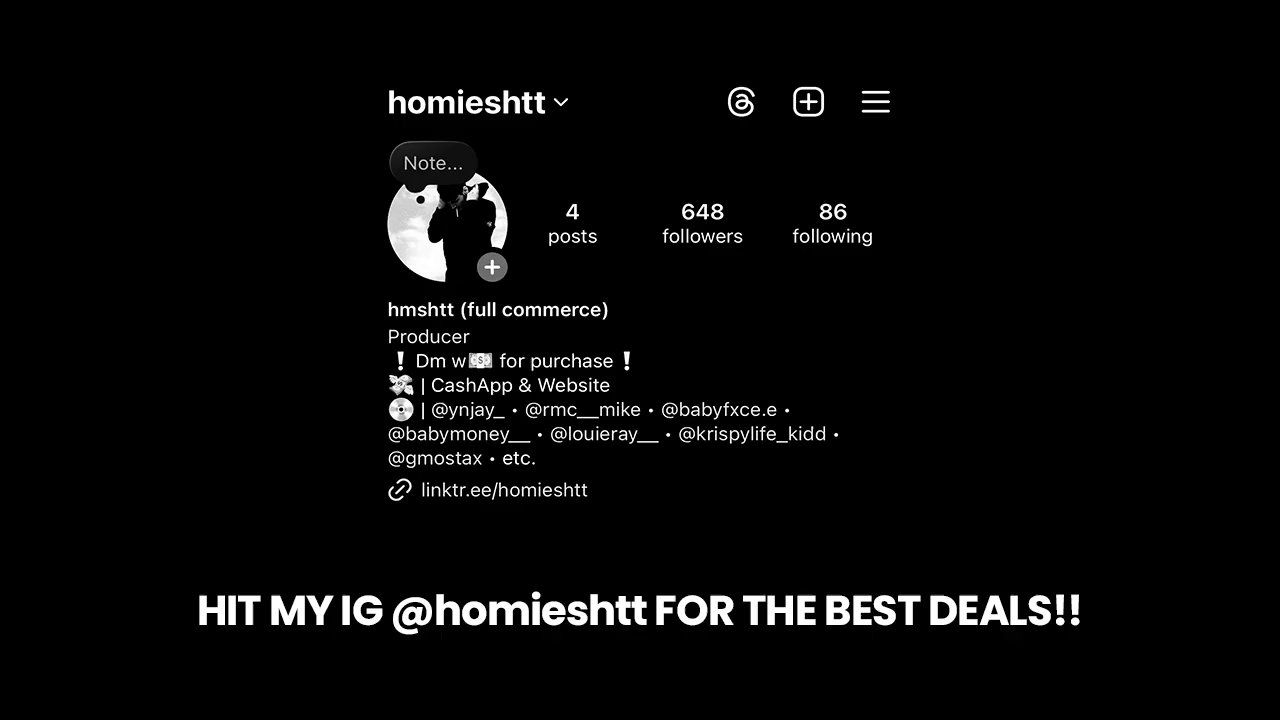 homieshtt
Note...
4 648 86
posts followers following
hmshtt (full commerce)
Producer
❗ Dm w💵 for purchase ❗
💸 | CashApp & Website
💿 | @ynjay_ • @rmc__mike • @babyfxce.e •
@babymoney__ • @louieray__ • @krispylife_kidd •
@gmostax • etc.
linktr.ee/homieshtt
HIT MY IG @homieshtt FOR THE BEST DEALS!!